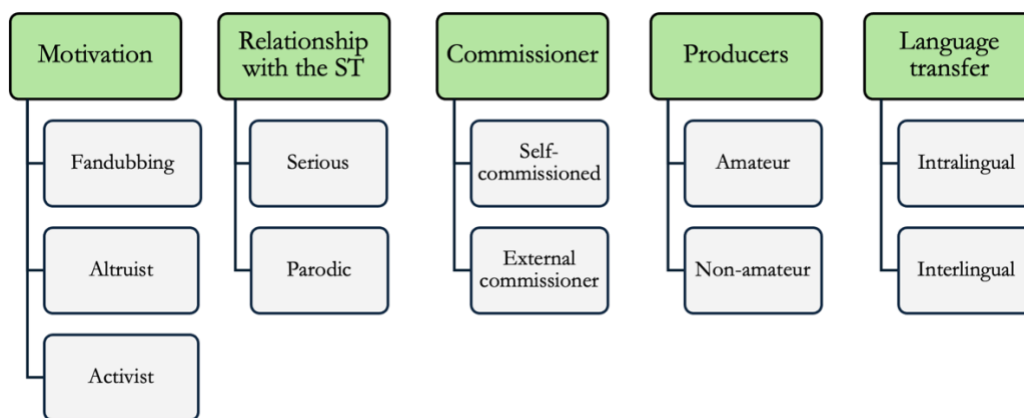 Motivation
Fandubbing
Altruist
Activist
Relationship
with the ST
Serious
Parodic
Commissioner
Self-
commissioned
External
commissioner
Producers
Amateur
Non-amateur
Language
transfer
Intralingual
Interlingual